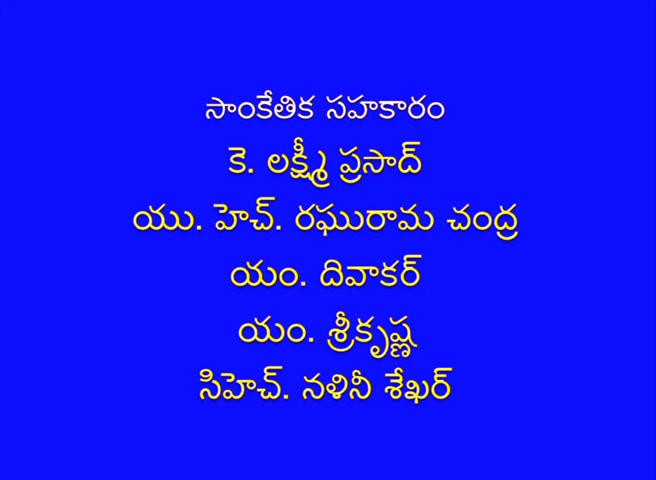 సాంకేతిక సహకారం
కె. లక్ష్మీ ప్రసాద్
యు. హెచ్. రఘురామ చంద్ర
యం. దివాకర్
యం. శ్రీకృష్ణ
సిహెచ్. నళినీ శేఖర్